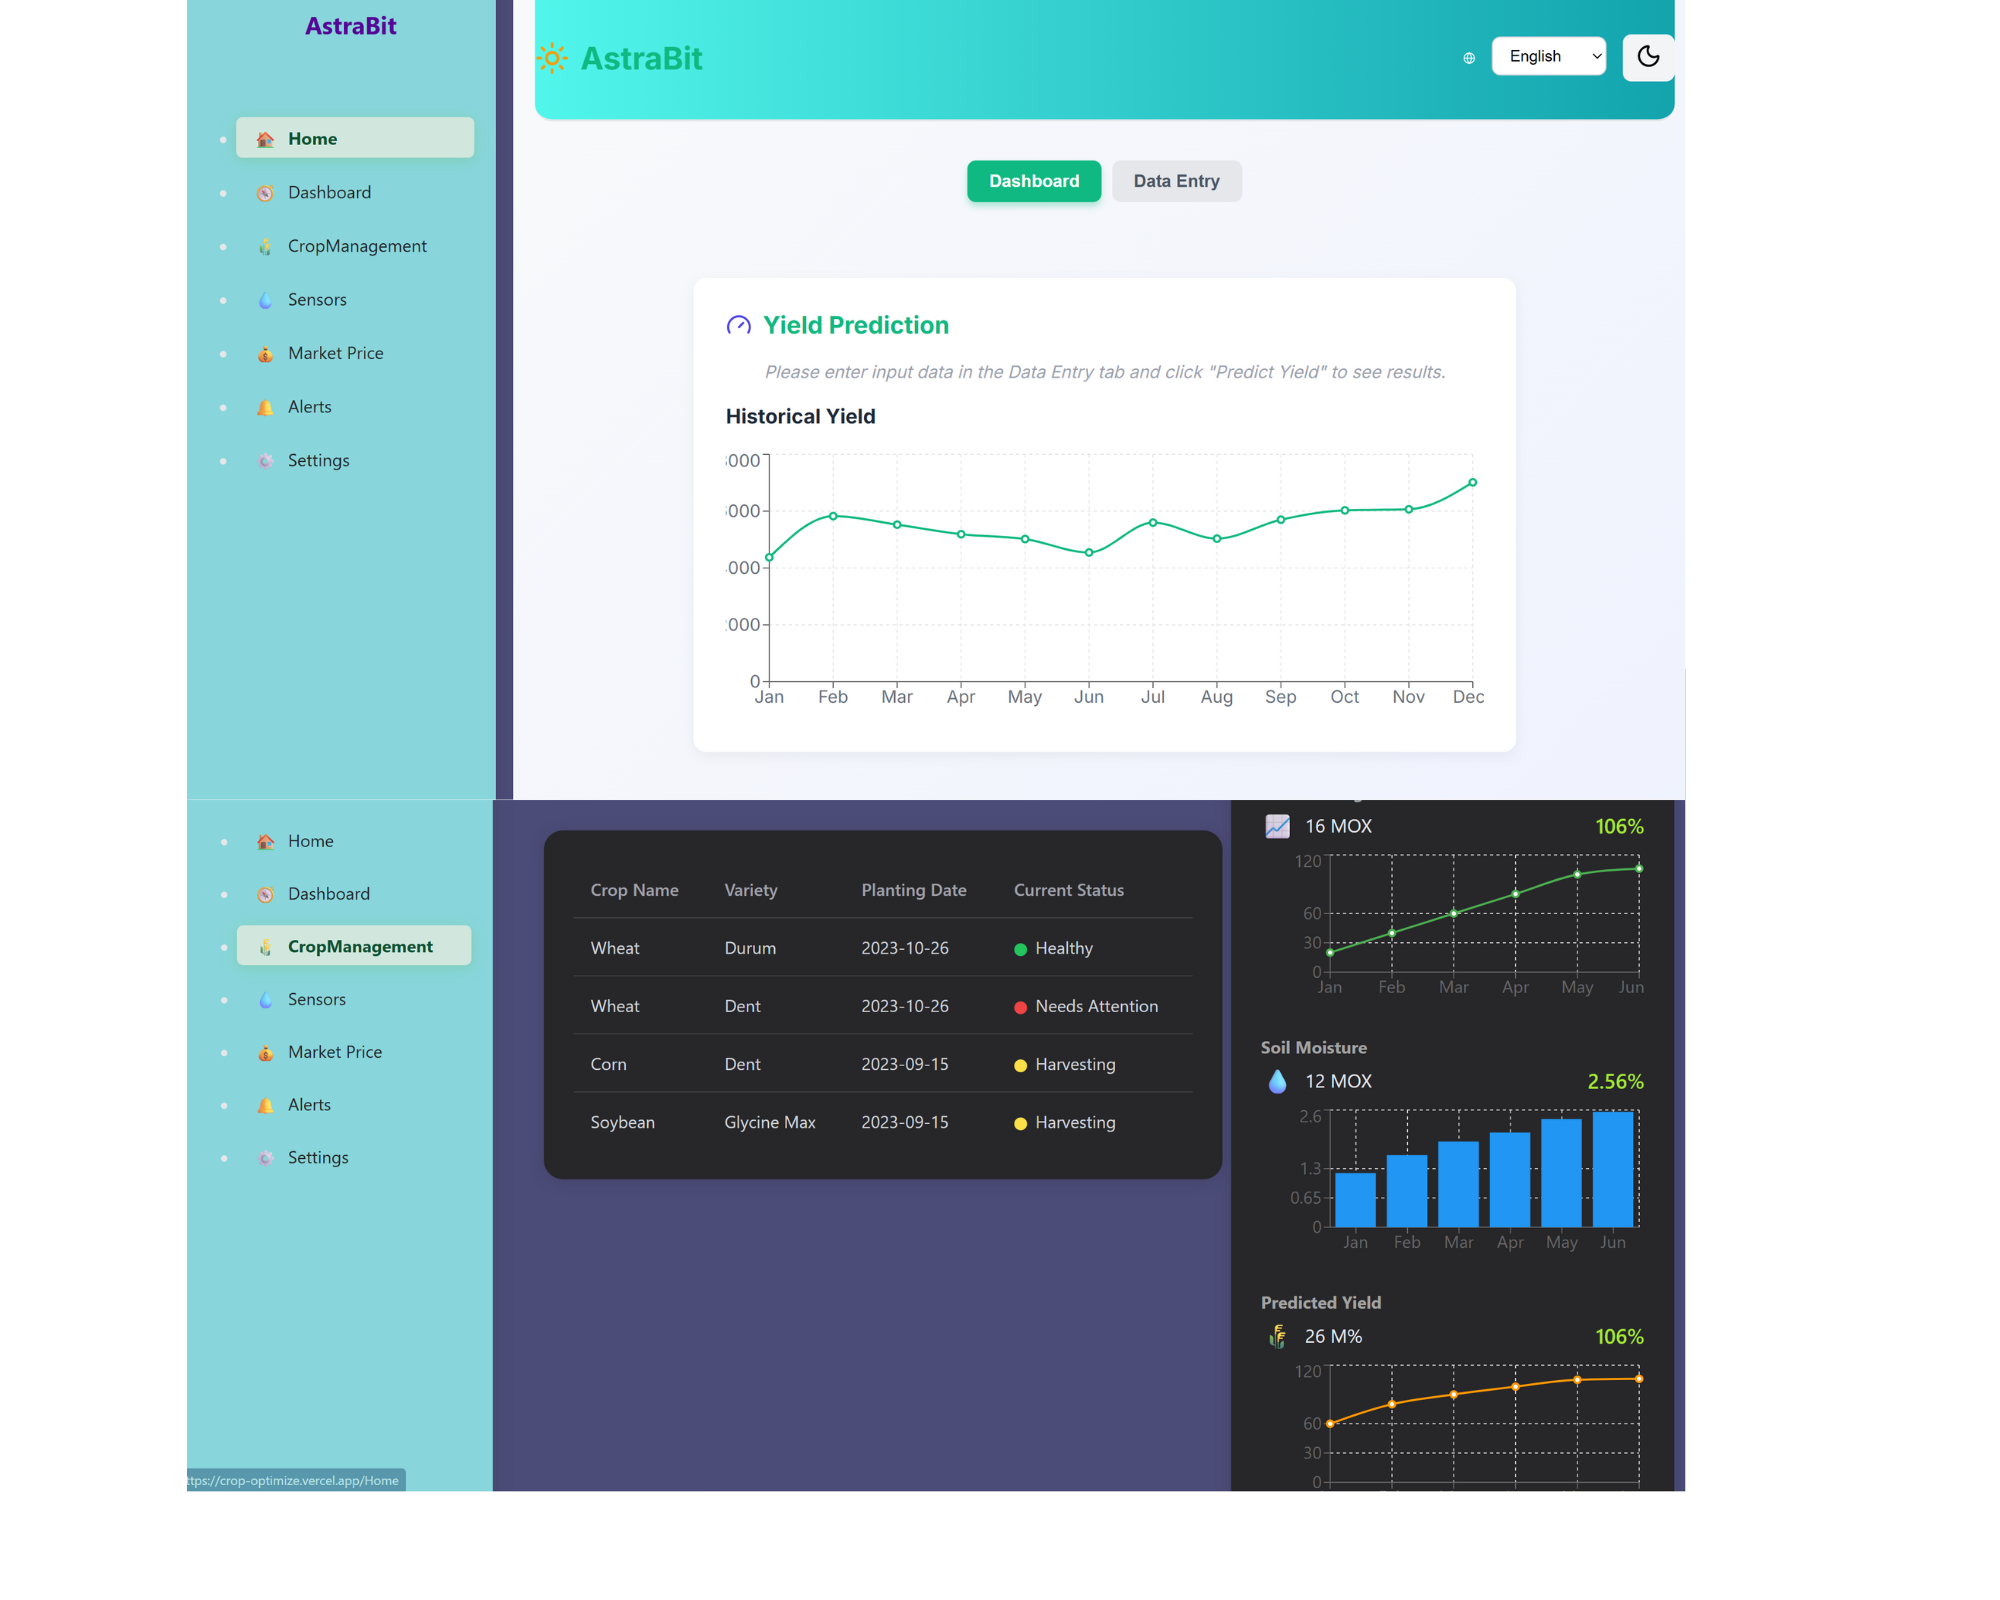 AstraBit
Home
Dashboard
CropManagement
Sensors
Market Price
Alerts
Settings
AstraBit
English
Dashboard
Data Entry
Yield Prediction
Please enter input data in the Data Entry tab and click "Predict Yield" to see results.
Historical Yield
000
000
000
000
0
Jan Feb Mar Apr May Jun Jul Aug Sep Oct Nov Dec
Home
Dashboard
CropManagement
Sensors
Market Price
Alerts
Settings
ttps://crop-optimize.vercel.app/Home
Crop Name Variety Planting Date Current Status
Wheat Durum 2023-10-26 Healthy
Wheat Dent 2023-10-26 Needs Attention
Corn Dent 2023-09-15 Harvesting
Soybean Glycine Max 2023-09-15 Harvesting
16 MOX 106%
120
60
30
0
Jan Feb Mar Apr May Jun
Soil Moisture
12 MOX 2.56%
2.6
1.3
0.65
0
Jan Feb Mar Apr May Jun
Predicted Yield
26 M% 106%
120
60
30
0